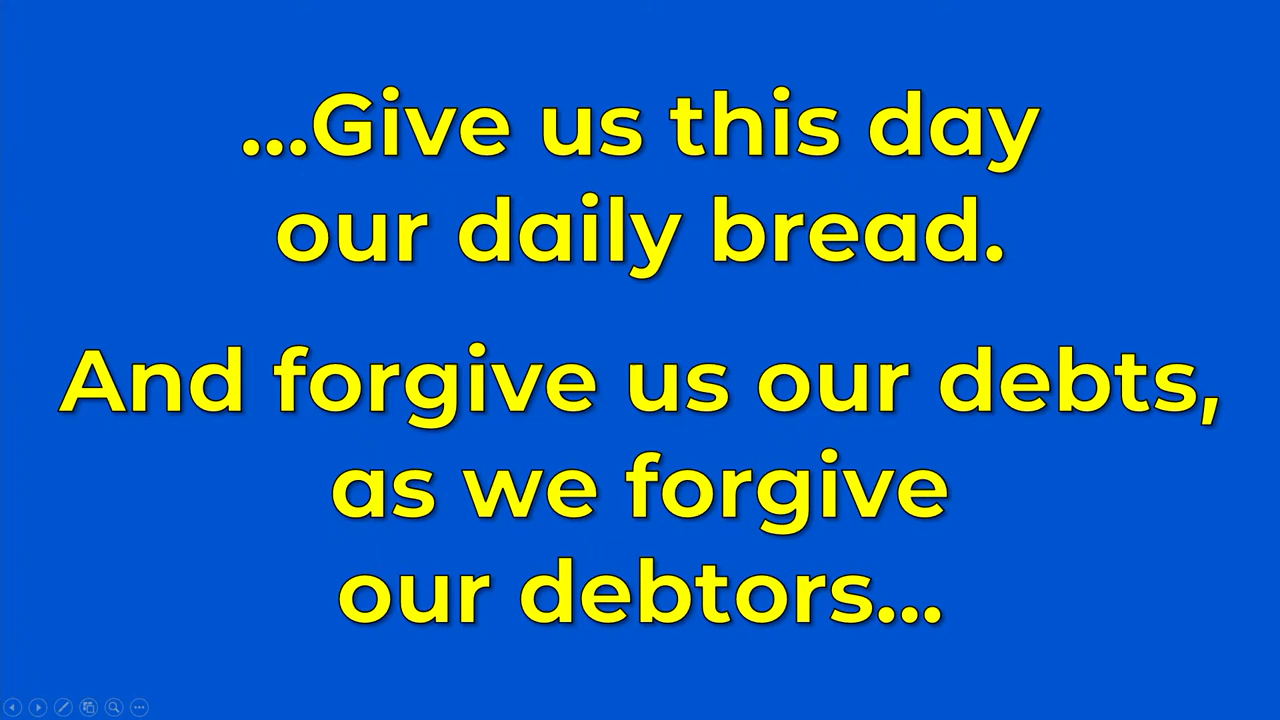 ...Give us this day
our daily bread.
And forgive us our debts,
as we forgive
our debtors...